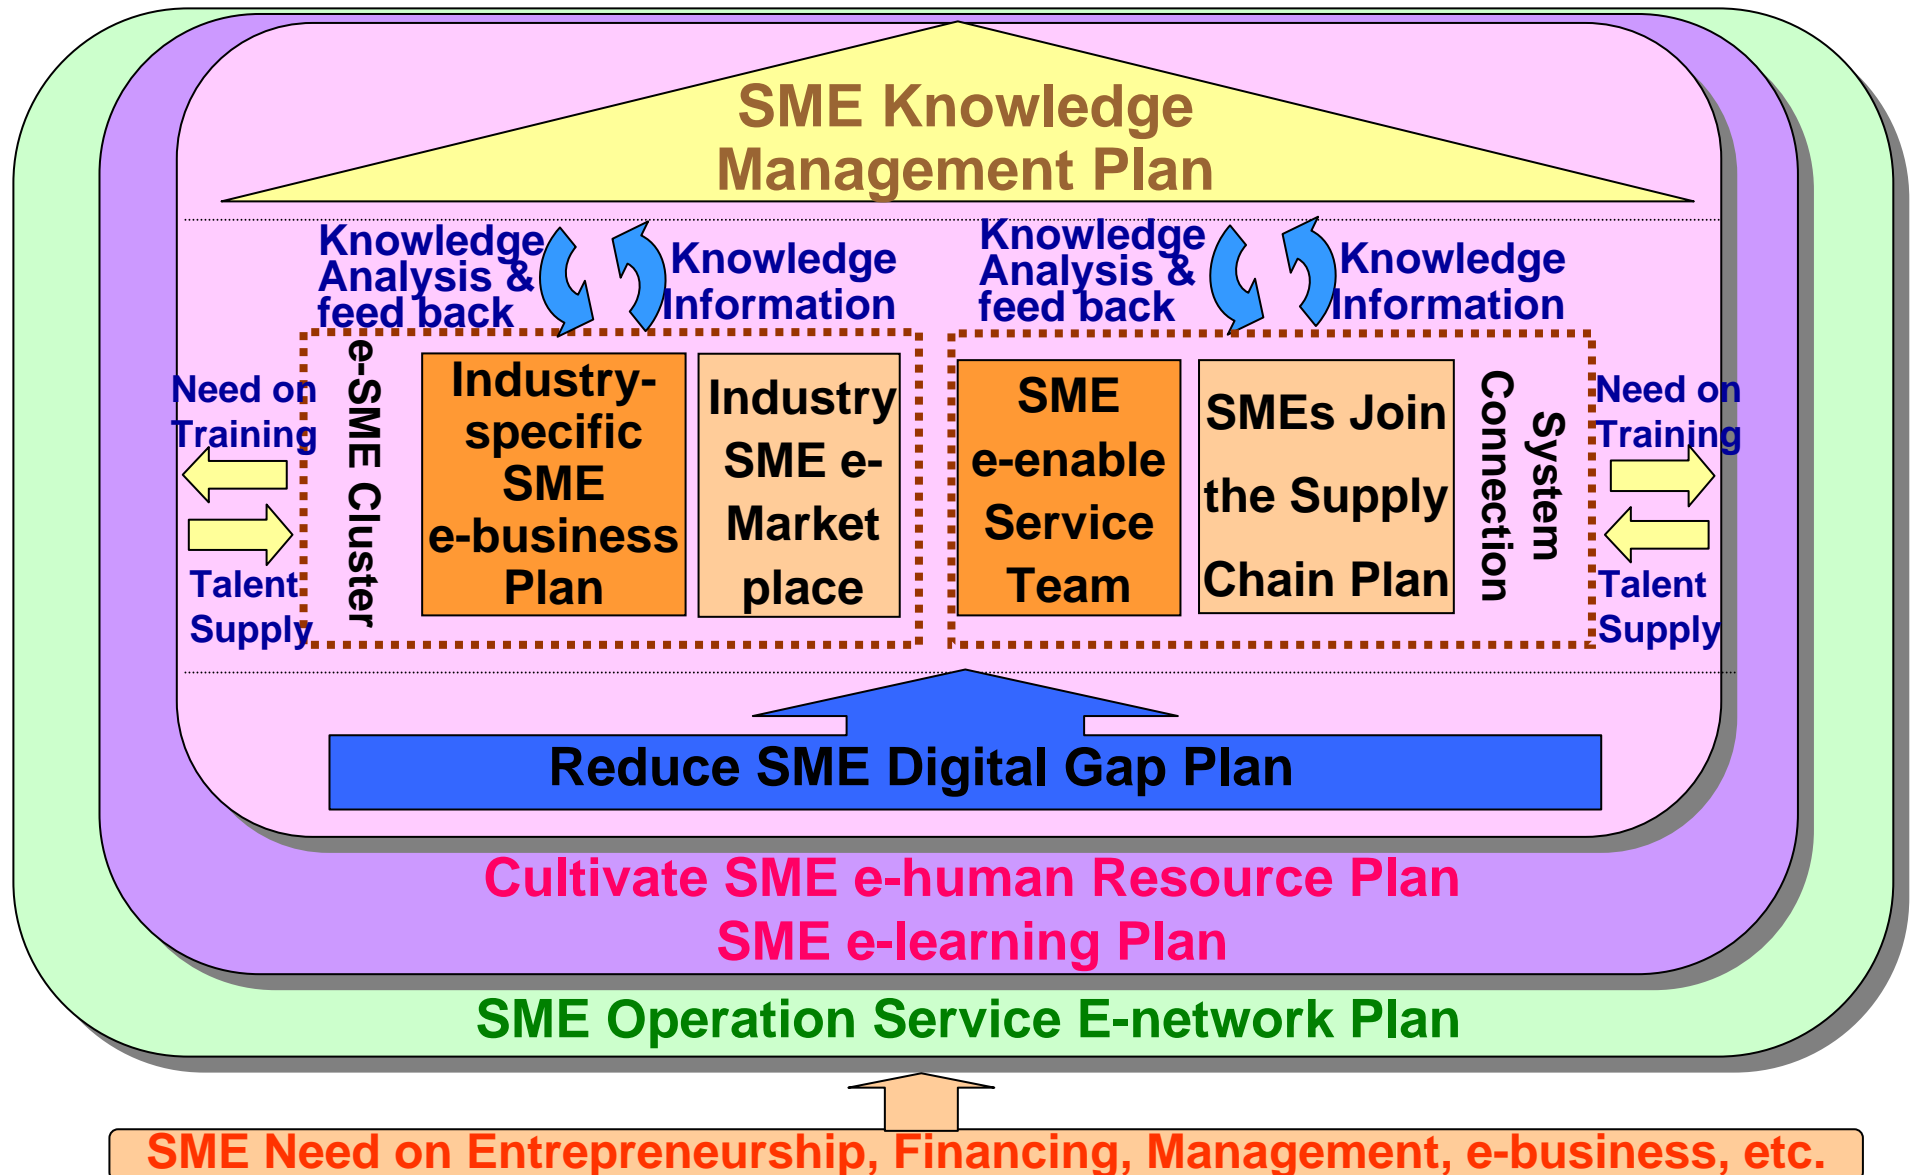 SME Knowledge
Management Plan
Knowledge
Analysis &
feed back
Knowledge
Information
Knowledge
Analysis &
feed back
Knowledge
Information
Need on
Training
Talent
Supply
e-SME Cluster
Industry-
specific
SME
e-business
Plan
Industry
SME e-
Market
place
SME
e-enable
Service
Team
SMEs Join
the Supply
Chain Plan
System
Connection
Need on
Training
Talent
Supply
Reduce SME Digital Gap Plan
Cultivate SME e-human Resource Plan
SME e-learning Plan
SME Operation Service E-network Plan
SME Need on Entrepreneurship, Financing, Management, e-business, etc.